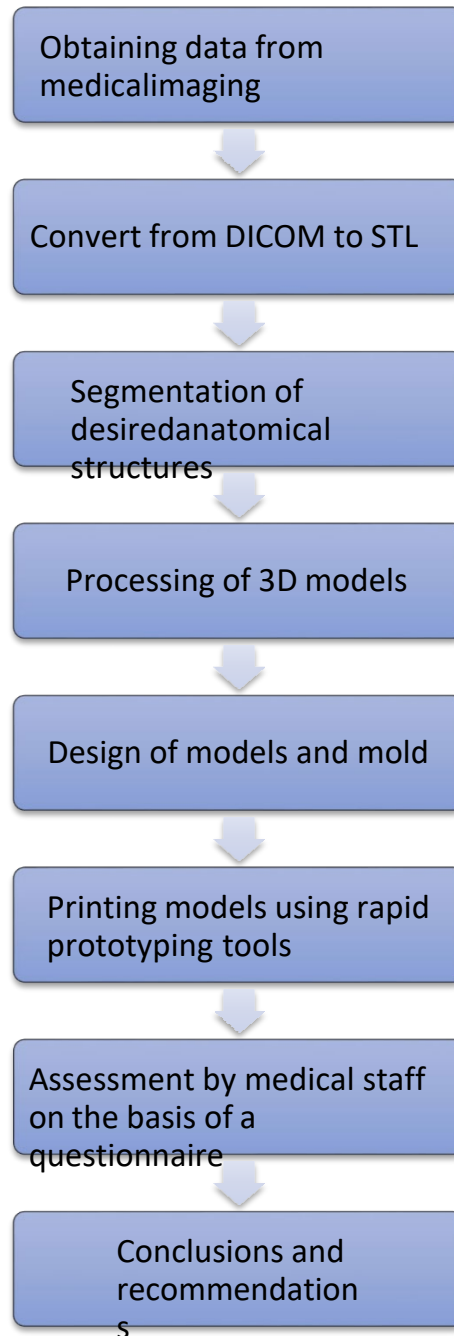 Obtaining data from
medicalimaging
Convert from DICOM to STL
Segmentation of
desiredanatomical
structures
Processing of 3D models
Design of models and mold
Printing models using rapid
prototyping tools
Assessment by medical staff
on the basis of a
questionnaire
Conclusions and
recommendation
s